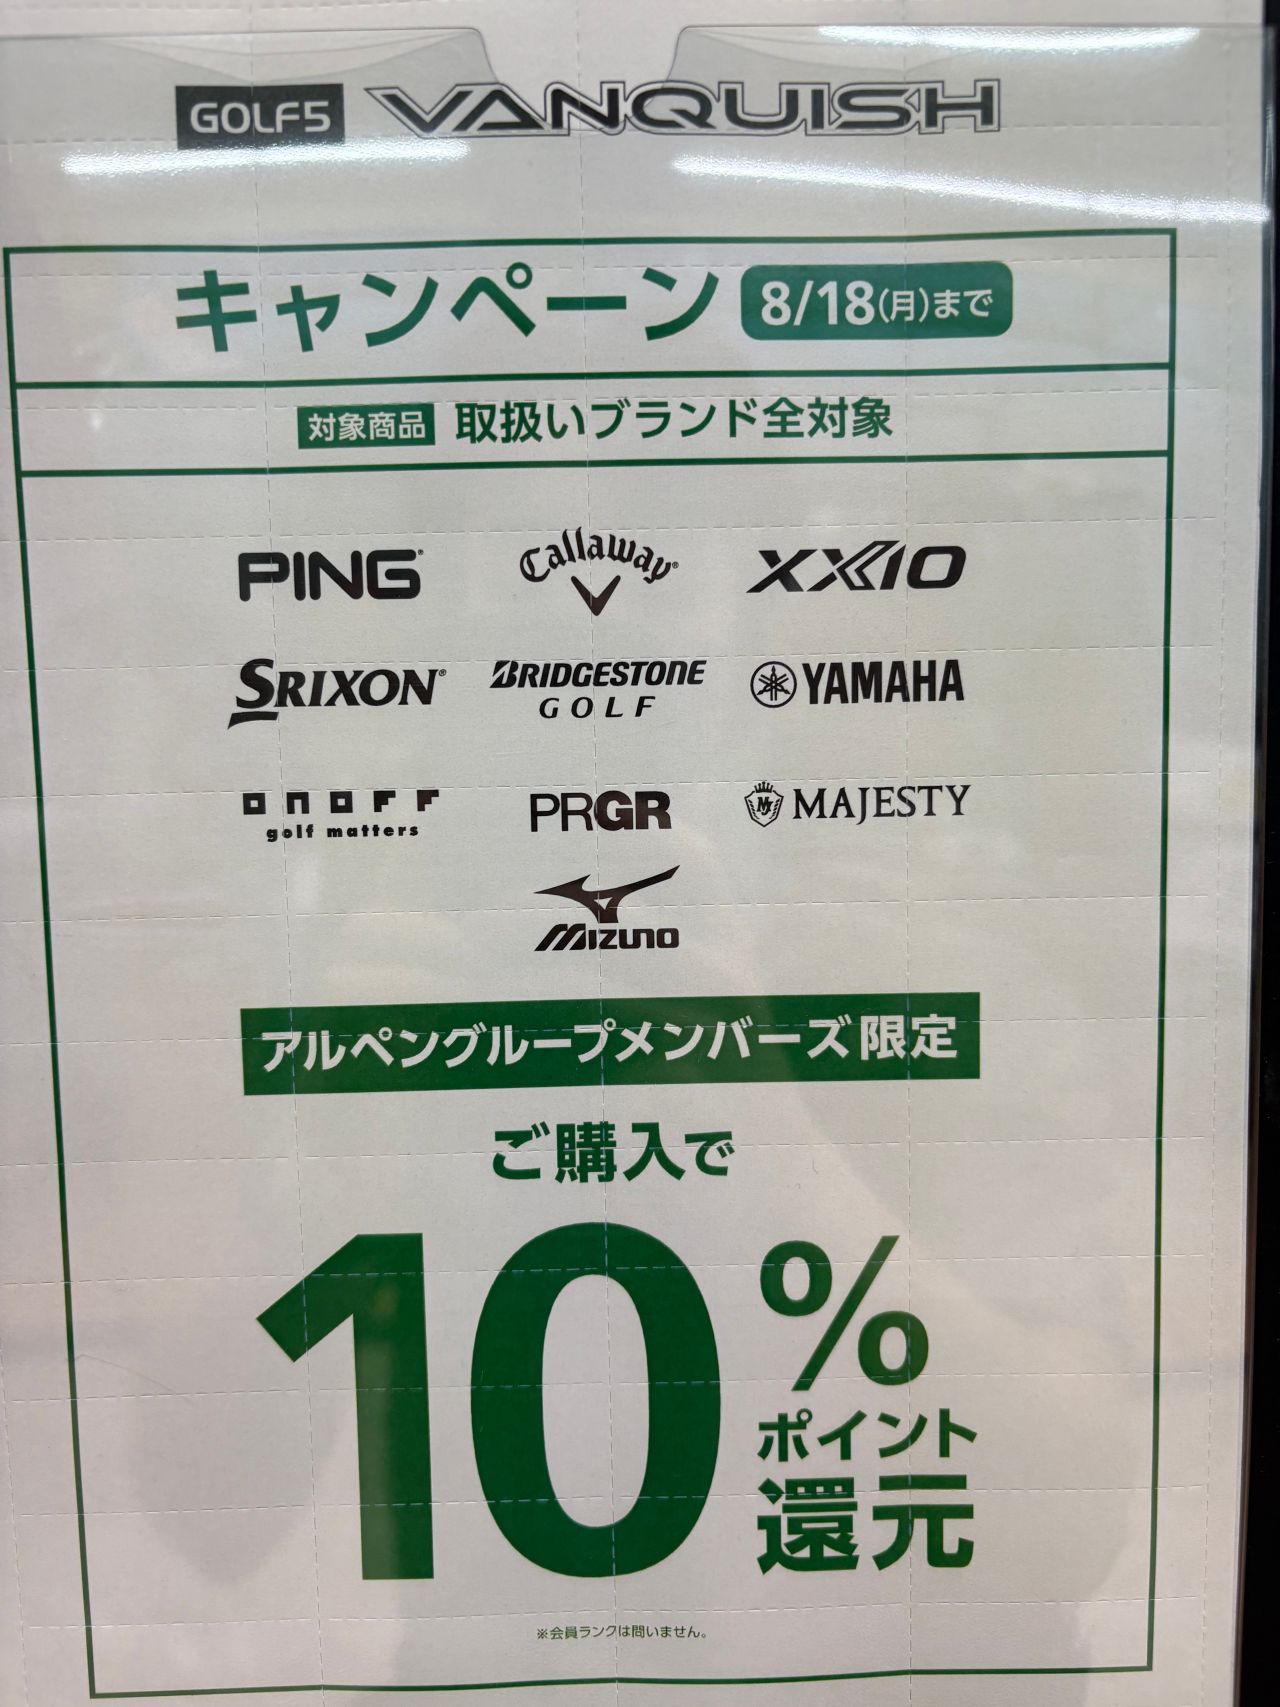 GOLF5 VANQUISH
キャンペーン 8/18(月)まで
対象商品 取扱いブランド全対象
PING® Callaway® XXIO
SRIXON® BRIDGESTONE GOLF YAMAHA
ONOFF golf matters PRGR MJ MAJESTY
MIZUNO
アルペングループメンバーズ限定
ご購入で
10%
ポイント
還元
※会員ランクは問いません。